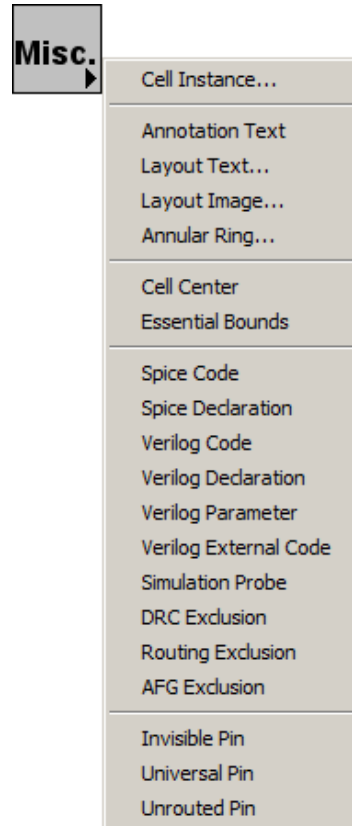 Misc.
Cell Instance...
Annotation Text
Layout Text...
Layout Image...
Annular Ring...
Cell Center
Essential Bounds
Spice Code
Spice Declaration
Verilog Code
Verilog Declaration
Verilog Parameter
Verilog External Code
Simulation Probe
DRC Exclusion
Routing Exclusion
AFG Exclusion
Invisible Pin
Universal Pin
Unrouted Pin